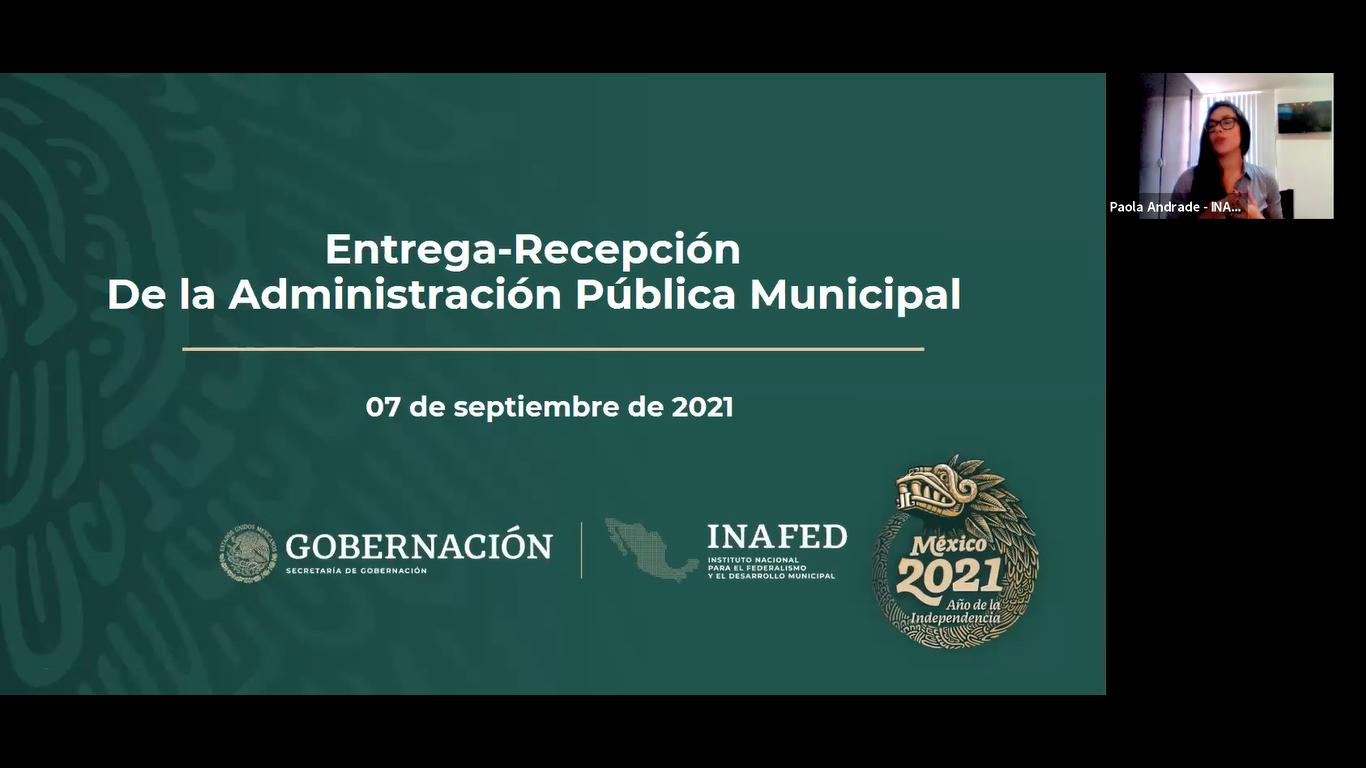 Entrega-Recepción
De la Administración Pública Municipal
07 de septiembre de 2021
GOBERNACIÓN
SECRETARÍA DE GOBERNACIÓN
INAFED
INSTITUTO NACIONAL
PARA EL FEDERALISMO
Y EL DESARROLLO MUNICIPAL
México
2021
Año de la
Independencia
Paola Andrade - INA...